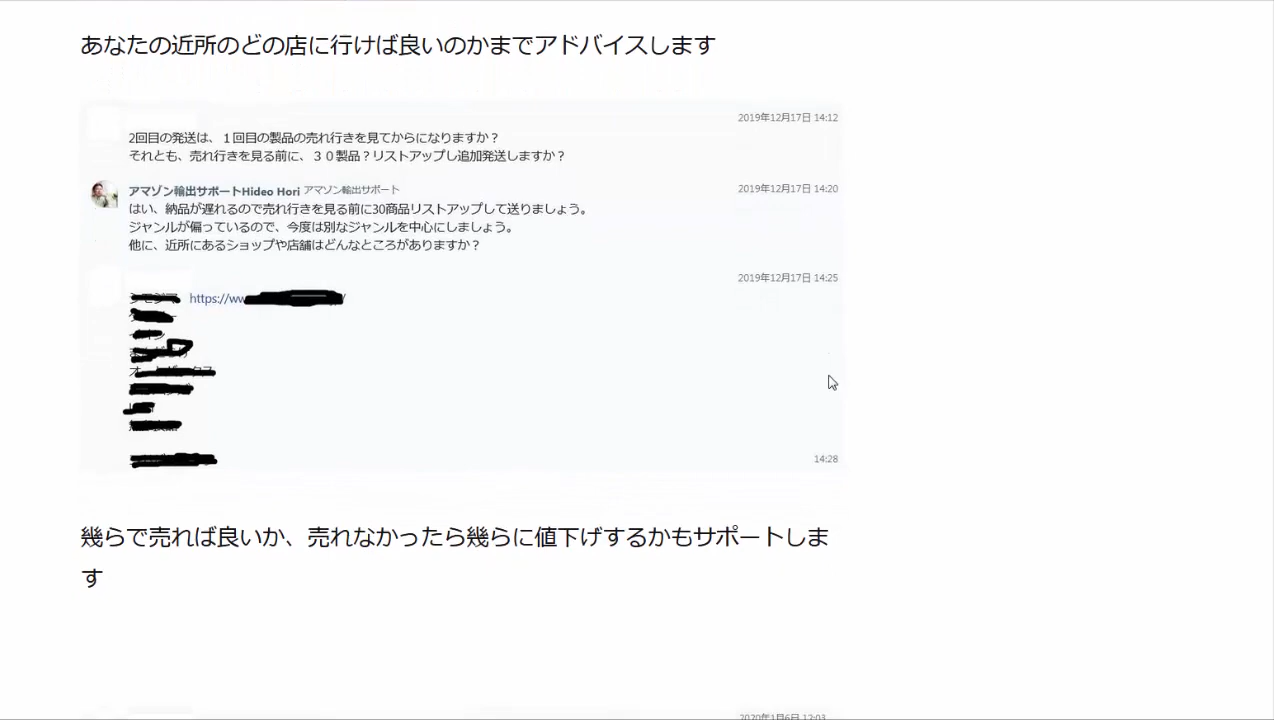 あなたの近所のどの店に行けば良いのかまでアドバイスします
2019年12月17日 14:12
2回目の発送は、１回目の製品の売れ行きを見てからになりますか？
それとも、売れ行きを見る前に、３０製品？リストアップし追加発送しますか？
アマゾン輸出サポートHideo Hori アマゾン輸出サポート
2019年12月17日 14:20
はい、納品が遅れるので売れ行きを見る前に30商品リストアップして送りましょう。
ジャンルが偏っているので、今度は別なジャンルを中心にしましょう。
他に、近所にあるショップや店舗はどんなところがありますか？
2019年12月17日 14:25
https://ww
14:28
幾らで売れば良いか、売れなかったら幾らに値下げするかもサポートしま
す
2020年1月6日 12:03